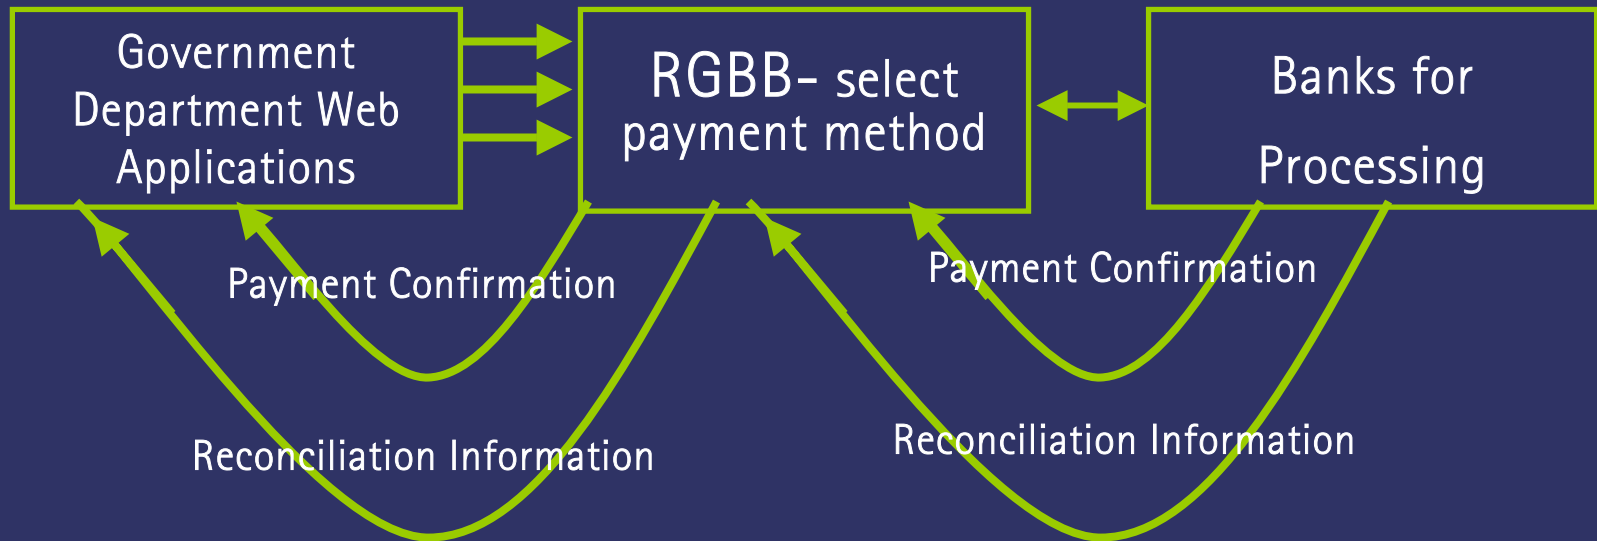 Government
Department Web
Applications
RGBB- select
payment method
Banks for
Processing
Payment Confirmation
Payment Confirmation
Reconciliation Information
Reconciliation Information